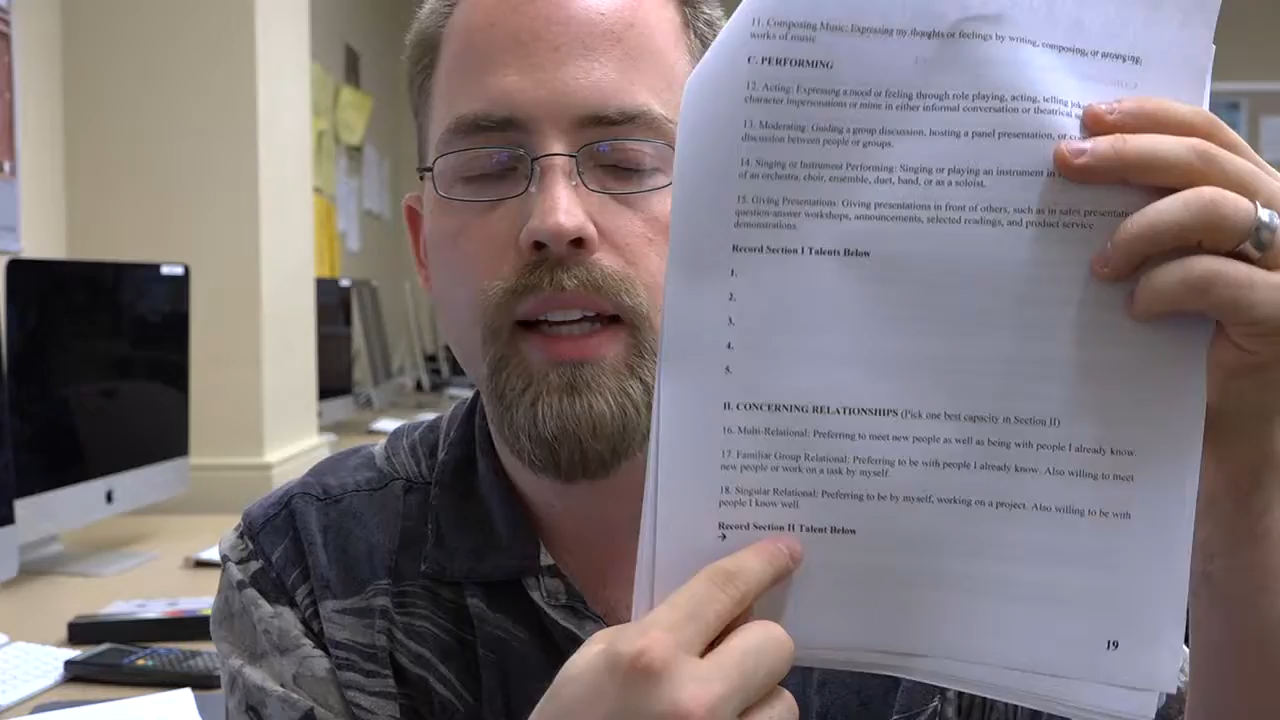 11. Composing Music: Expressing my thoughts or feelings by writing, composing, or arranging
works of music.
C. PERFORMING
12. Acting: Expressing a mood or feeling through role playing, acting, telling
character impersonations or mime in either informal conversation or theatrical
13. Moderating: Guiding a group discussion, hosting a panel presentation, or
discussion between people or groups.
14. Singing or Instrument Performing: Singing or playing an instrument in
of an orchestra, choir, ensemble, duet, band, or as a soloist.
15. Giving Presentations: Giving presentations in front of others, such as in sales
question-answer workshops, announcements, selected readings, and product service
demonstrations.
Record Section I Talents Below
1.
2.
3.
4.
5.
II. CONCERNING RELATIONSHIPS (Pick one best capacity in Section II)
16. Multi-Relational: Preferring to meet new people as well as being with people I already know.
17. Familiar Group Relational: Preferring to be with people I already know. Also willing to meet
new people or work on a task by myself.
18. Singular Relational: Preferring to be by myself, working on a project. Also willing to be with
people I know well.
Record Section II Talent Below
→
19